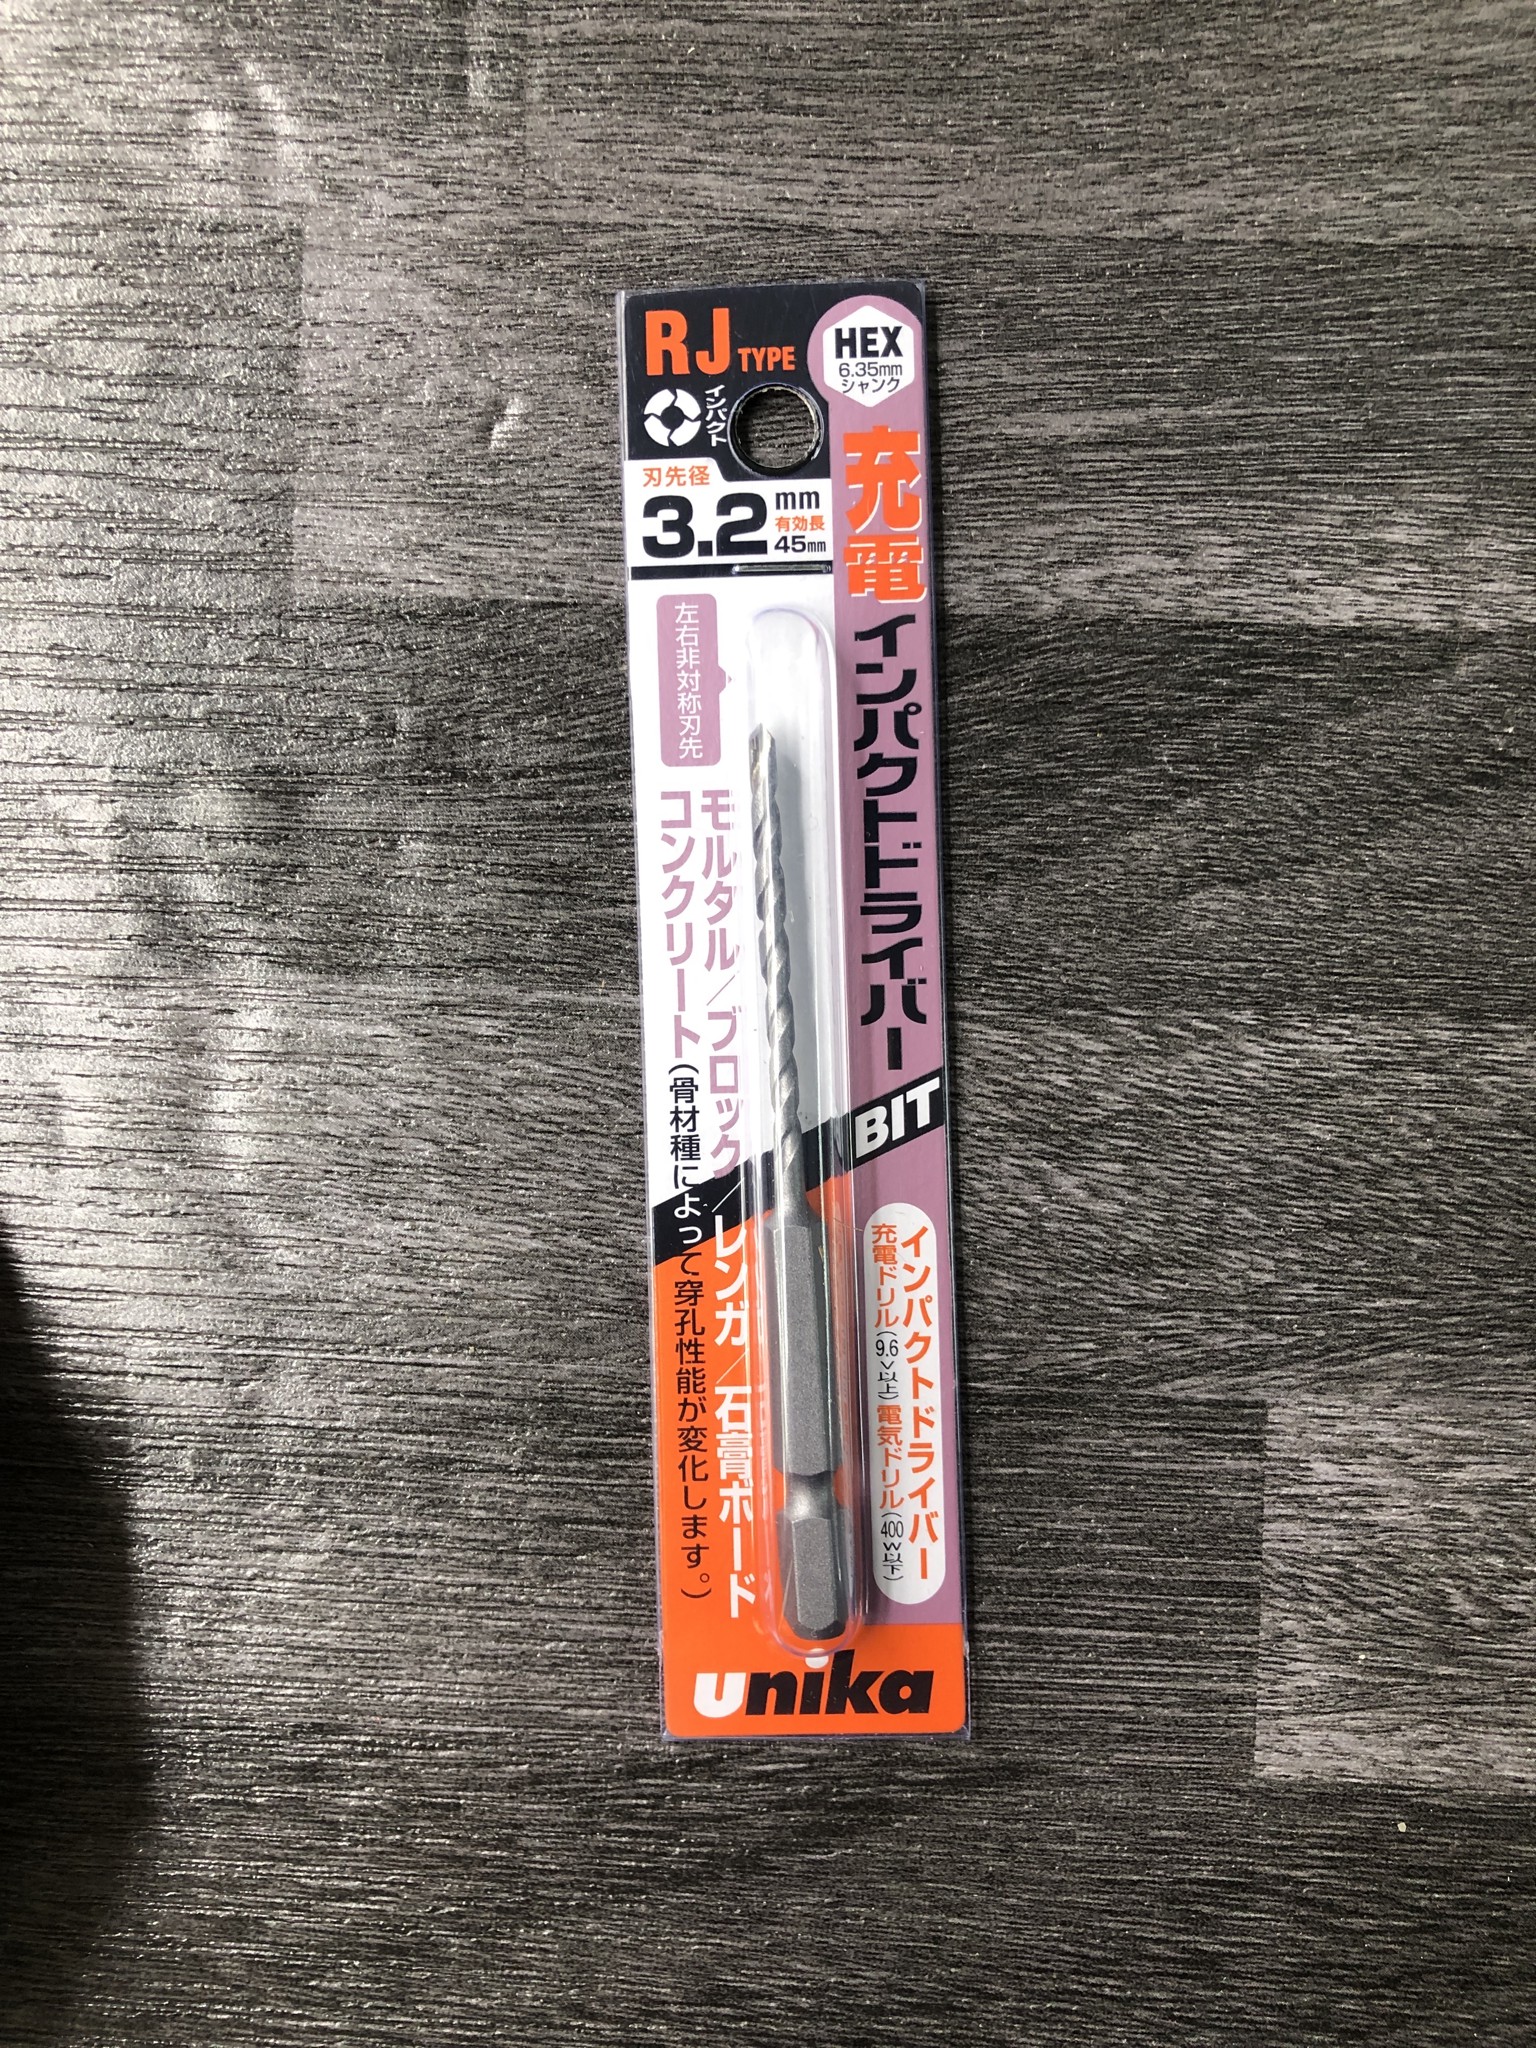 RJ TYPE
インパクト
HEX
6.35mm
シャンク
刃先径
3.2mm
有効長
45mm
充電インパクトドライバー
BIT
左右非対称刃先
モルタル/ブロック/レンガ/石膏ボード
コンクリート(骨材種によって穿孔性能が変化します。)
インパクトドライバー
充電ドリル(9.6V以上)電気ドリル(400W以下)
unika